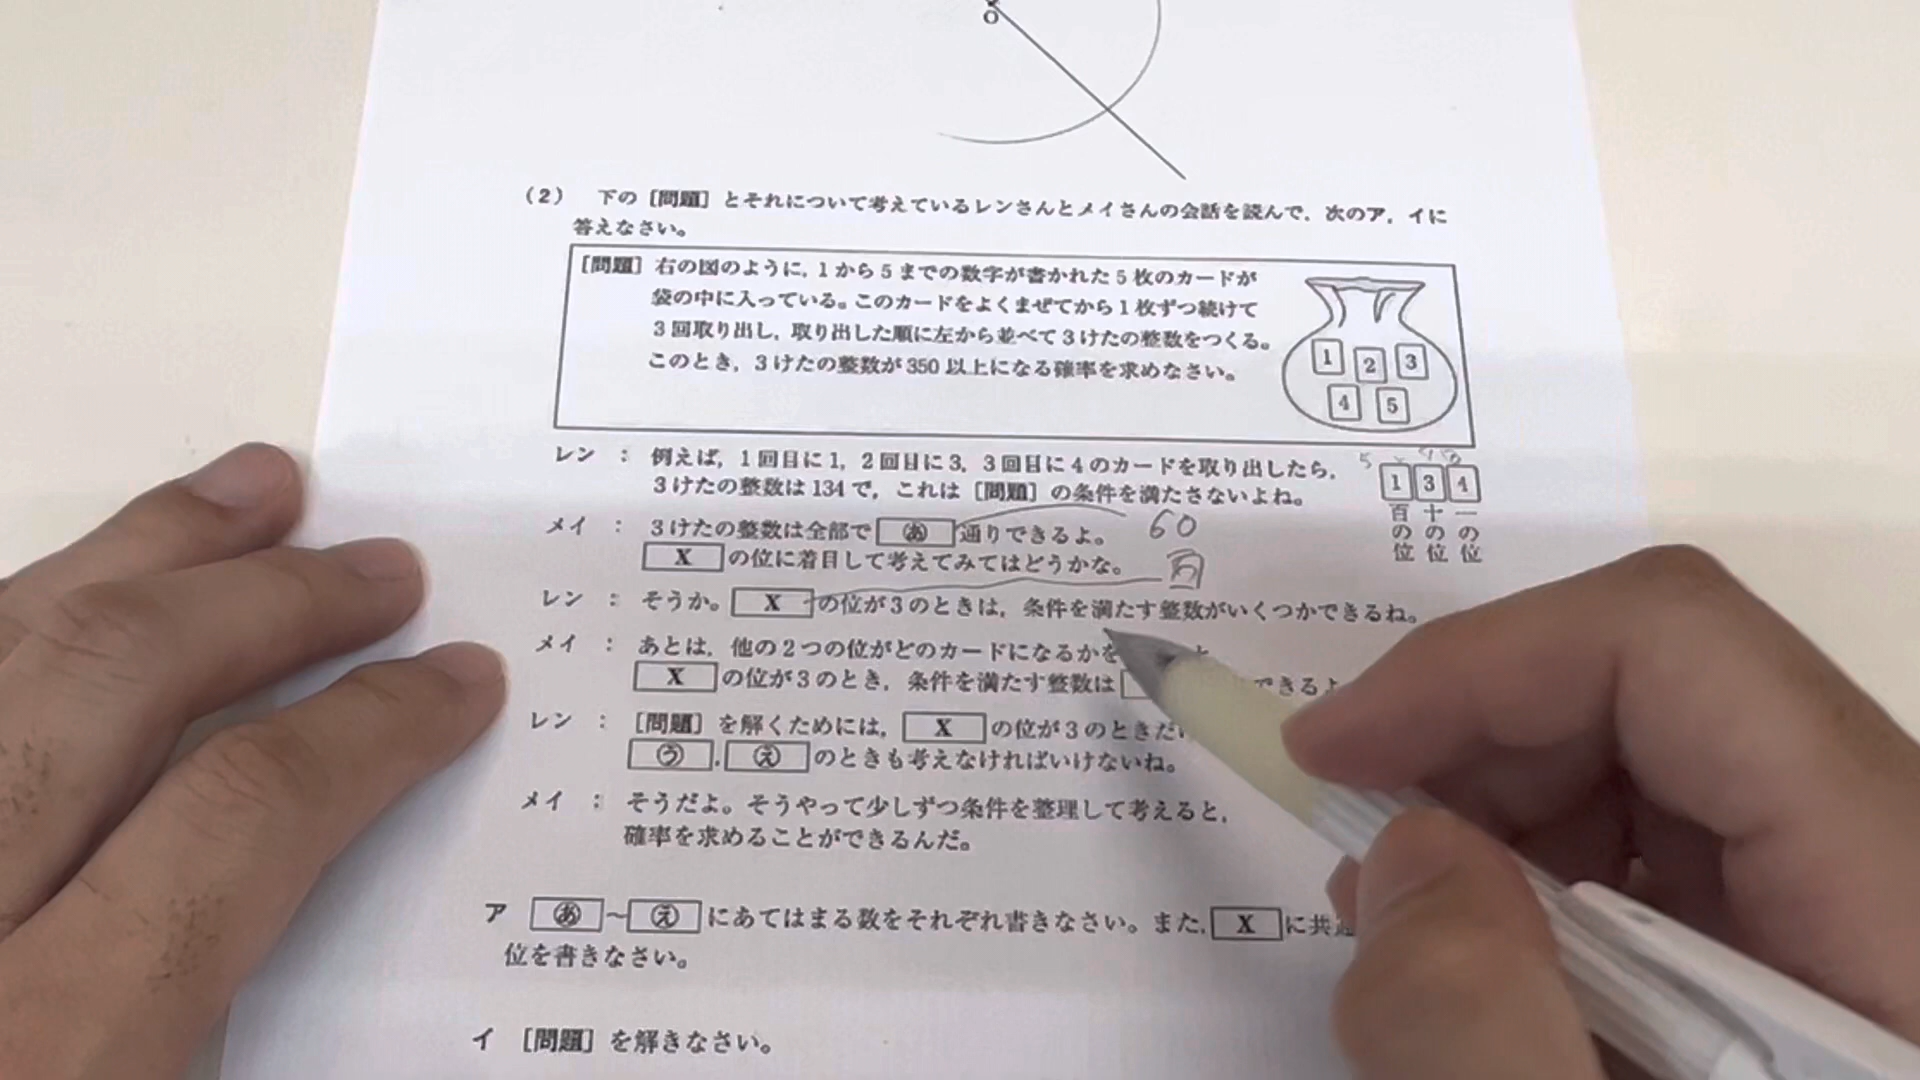 O
(2) 下の［問題］とそれについて考えているレンさんとメイさんの会話を読んで，次のア，イに
答えなさい。
［問題］右の図のように，1から5までの数字が書かれた5枚のカードが
袋の中に入っている。このカードをよくまぜてから1枚ずつ続けて
3回取り出し，取り出した順に左から並べて3けたの整数をつくる。
このとき，3けたの整数が350以上になる確率を求めなさい。
1 2 3
4 5
レン ： 例えば，1回目に1，2回目に3，3回目に4のカードを取り出したら，
3けたの整数は134で，これは［問題］の条件を満たさないよね。
1 3 4
百の位 十の位 一の位
メイ ： 3けたの整数は全部で あ 通りできるよ。 60
X の位に着目して考えてみてはどうかな。 百
レン ： そうか。 X の位が3のときは，条件を満たす整数がいくつかできるね。
メイ ： あとは，他の2つの位がどのカードになるかを
X の位が3のとき，条件を満たす整数は できるよ
レン ： ［問題］を解くためには， X の位が3のときだけ
う ， え のときも考えなければいけないね。
メイ ： そうだよ。そうやって少しずつ条件を整理して考えると，
確率を求めることができるんだ。
ア あ ～ え にあてはまる数をそれぞれ書きなさい。また， X に共通
位を書きなさい。
イ ［問題］を解きなさい。